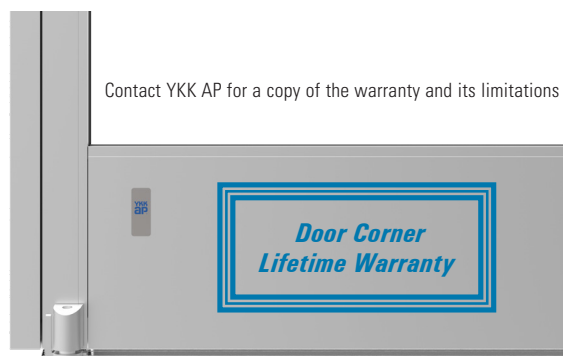 Contact YKK AP for a copy of the warranty and its limitations
YKK
ap
Door Corner
Lifetime Warranty